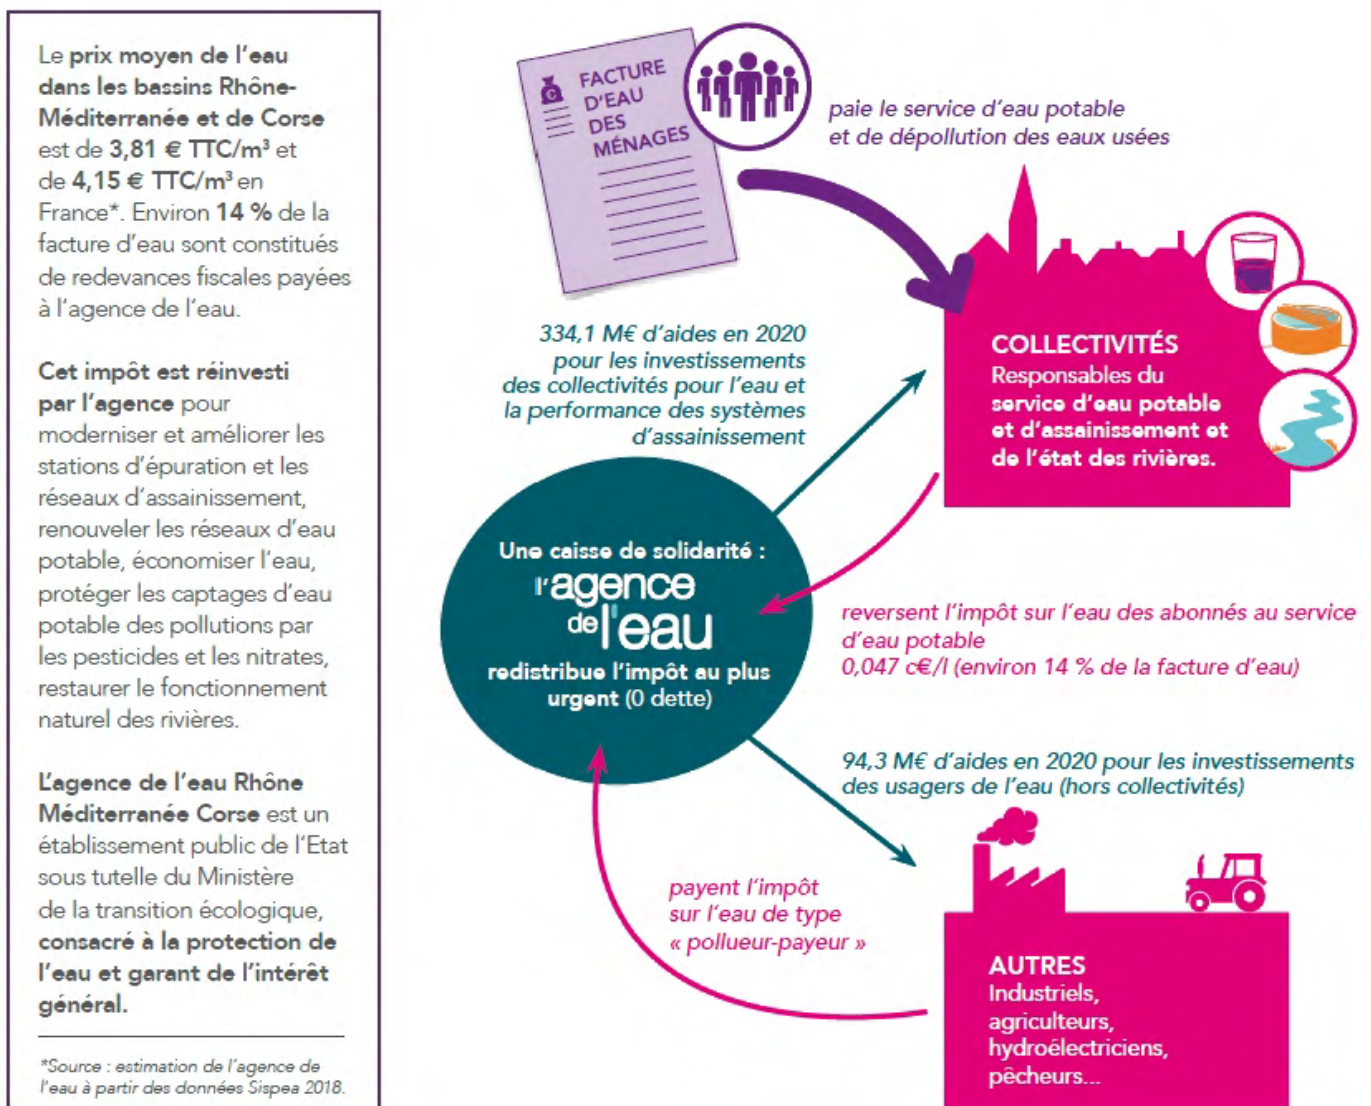 Le prix moyen de l'eau
dans les bassins Rhône-
Méditerranée et de Corse
est de 3,81 € TTC/m³ et
de 4,15 € TTC/m³ en
France*. Environ 14 % de la
facture d'eau sont constitués
de redevances fiscales payées
à l'agence de l'eau.
Cet impôt est réinvesti
par l'agence pour
moderniser et améliorer les
stations d'épuration et les
réseaux d'assainissement,
renouveler les réseaux d'eau
potable, économiser l'eau,
protéger les captages d'eau
potable des pollutions par
les pesticides et les nitrates,
restaurer le fonctionnement
naturel des rivières.
L'agence de l'eau Rhône
Méditerranée Corse est un
établissement public de l'Etat
sous tutelle du Ministère
de la transition écologique,
consacré à la protection de
l'eau et garant de l'intérêt
général.
*Source : estimation de l'agence de
l'eau à partir des données Sispea 2018.
FACTURE
D'EAU
DES
MÉNAGES
€
paie le service d'eau potable
et de dépollution des eaux usées
COLLECTIVITÉS
Responsables du
service d'eau potable
et d'assainissement et
de l'état des rivières.
334,1 M€ d'aides en 2020
pour les investissements
des collectivités pour l'eau et
la performance des systèmes
d'assainissement
Une caisse de solidarité :
l'agence
de l'eau
redistribue l'impôt au plus
urgent (0 dette)
reversent l'impôt sur l'eau des abonnés au service
d'eau potable
0,047 c€/l (environ 14 % de la facture d'eau)
94,3 M€ d'aides en 2020 pour les investissements
des usagers de l'eau (hors collectivités)
payent l'impôt
sur l'eau de type
« pollueur-payeur »
AUTRES
Industriels,
agriculteurs,
hydroélectriciens,
pêcheurs...